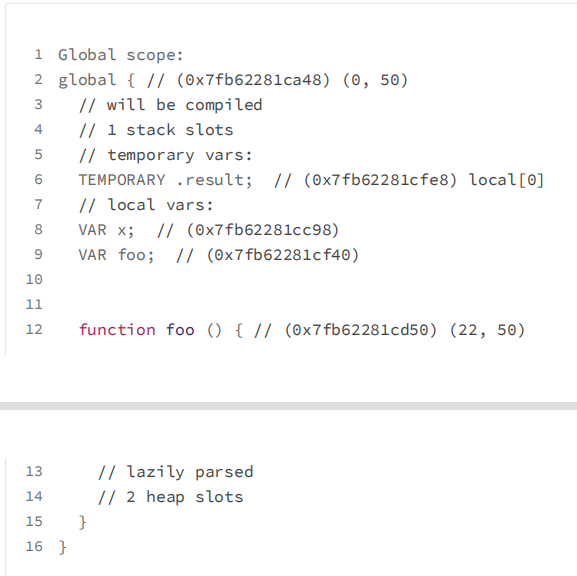 1 Global scope:
2 global { // (0x7fb62281ca48) (0, 50)
3   // will be compiled
4   // 1 stack slots
5   // temporary vars:
6   TEMPORARY .result;  // (0x7fb62281cfe8) local[0]
7   // local vars:
8   VAR x;  // (0x7fb62281cc98)
9   VAR foo;  // (0x7fb62281cf40)
10
11
12   function foo () { // (0x7fb62281cd50) (22, 50)
13     // lazily parsed
14     // 2 heap slots
15   }
16 }